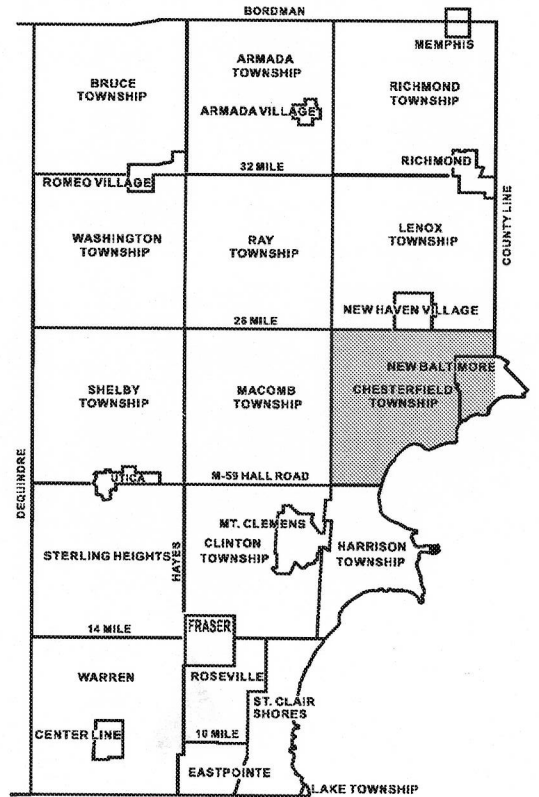 BORDMAN
MEMPHIS
BRUCE
TOWNSHIP
ARMADA
TOWNSHIP
RICHMOND
TOWNSHIP
ARMADA VILLAGE
ROMEO VILLAGE
32 MILE
RICHMOND
COUNTY LINE
WASHINGTON
TOWNSHIP
RAY
TOWNSHIP
LENOX
TOWNSHIP
NEW HAVEN VILLAGE
26 MILE
NEW BALTIMORE
SHELBY
TOWNSHIP
MACOMB
TOWNSHIP
CHESTERFIELD
TOWNSHIP
DEQUINDRE
UTICA
M-59 HALL ROAD
MT. CLEMENS
STERLING HEIGHTS
HAYES
CLINTON
TOWNSHIP
HARRISON
TOWNSHIP
14 MILE
FRASER
WARREN
ROSEVILLE
ST. CLAIR
SHORES
CENTER LINE
10 MILE
EASTPOINTE
LAKE TOWNSHIP